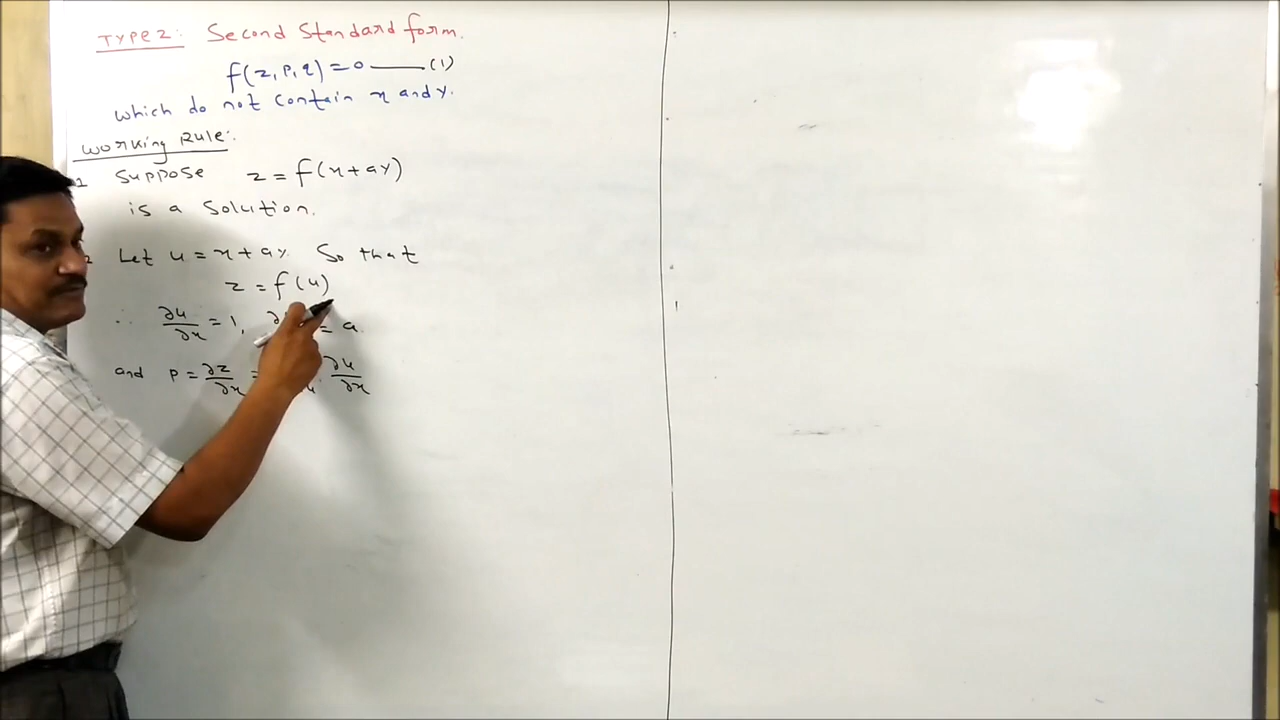 TYPE 2: Second Standard form.
f(z, p, q) = 0 ——— (1)
which do not contain x and y.
Working Rule:
1 Suppose z = f(x+ay)
is a solution.
2 Let u = x+ay. So that
z = f(u)
∴ ∂u/∂x = 1, = a.
and P = ∂z/∂x = ∂u/∂x